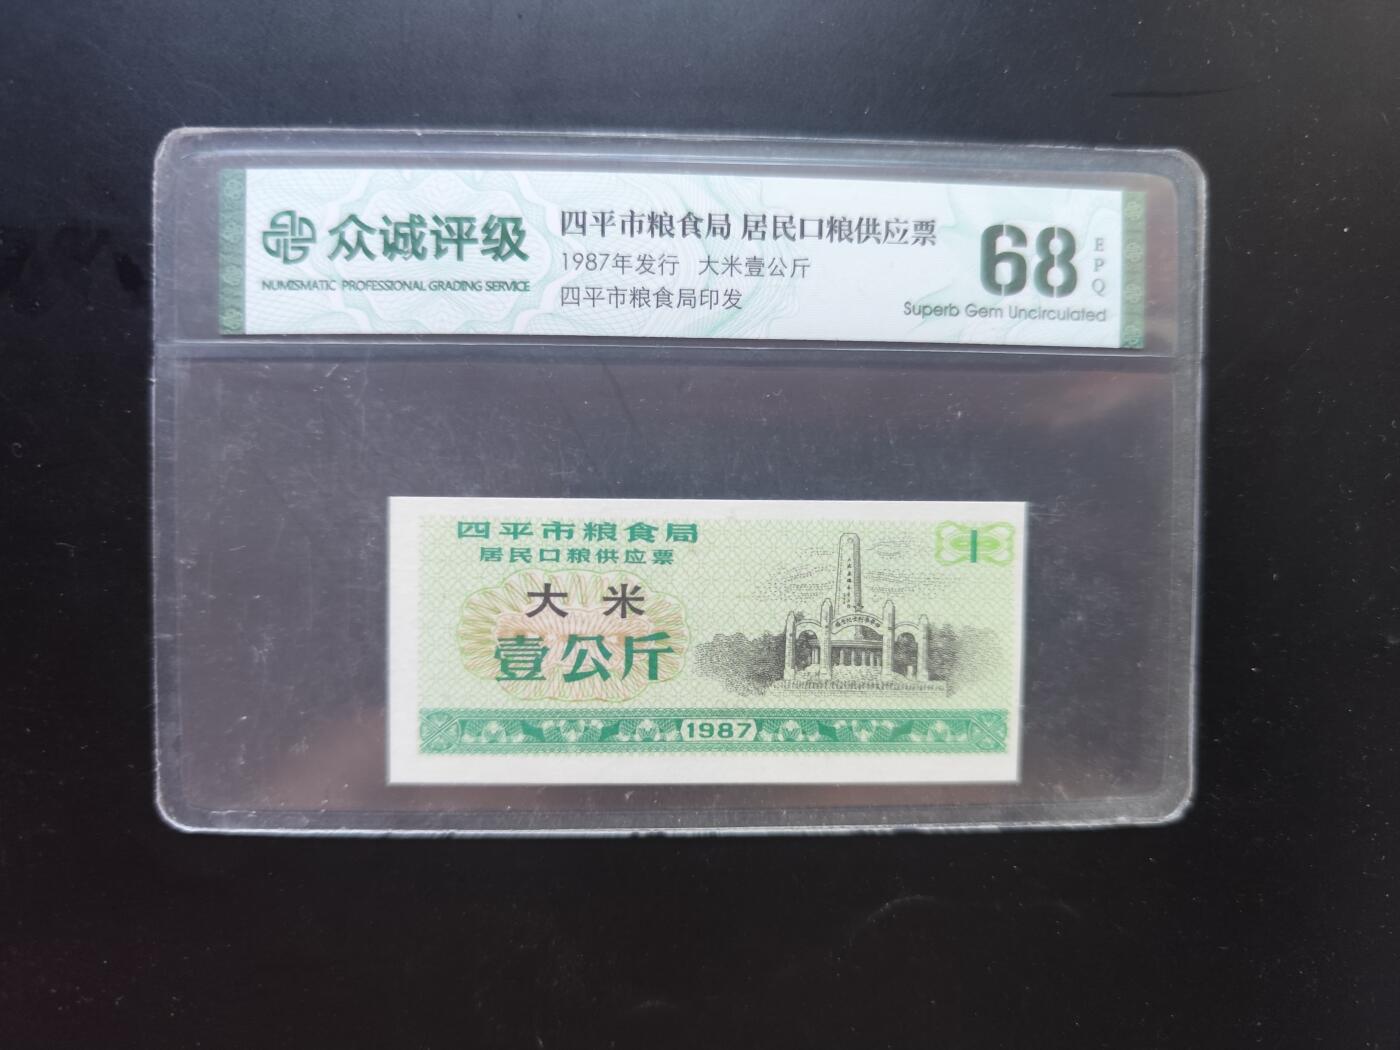 众诚评级
NUMISMATIC PROFESSIONAL GRADING SERVICE
四平市粮食局 居民口粮供应票
1987年发行 大米壹公斤
四平市粮食局印发
68
EPQ
Superb Gem Uncirculated
四平市粮食局
居民口粮供应票
大米
壹公斤
1
1987